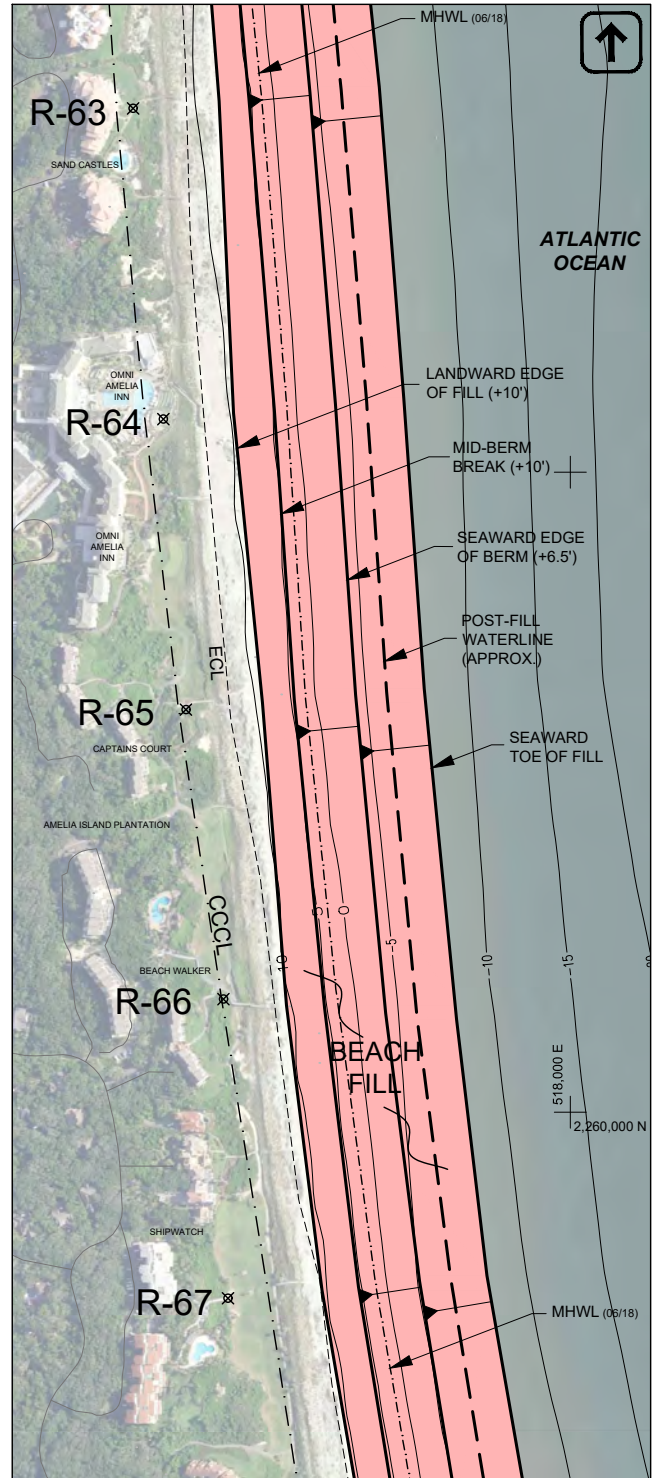 MHWL (06/18)
R-63
SAND CASTLES
ATLANTIC
OCEAN
OMNI
AMELIA
INN
R-64
LANDWARD EDGE
OF FILL (+10')
MID-BERM
BREAK (+10')
SEAWARD EDGE
OF BERM (+6.5')
OMNI
AMELIA
INN
POST-FILL
WATERLINE
(APPROX.)
ECL
R-65
CAPTAINS COURT
SEAWARD
TOE OF FILL
AMELIA ISLAND PLANTATION
CCCL
5
0
-5
-10
-15
10
BEACH WALKER
R-66
BEACH
FILL
518,000 E
2,260,000 N
SHIPWATCH
R-67
MHWL (06/18)